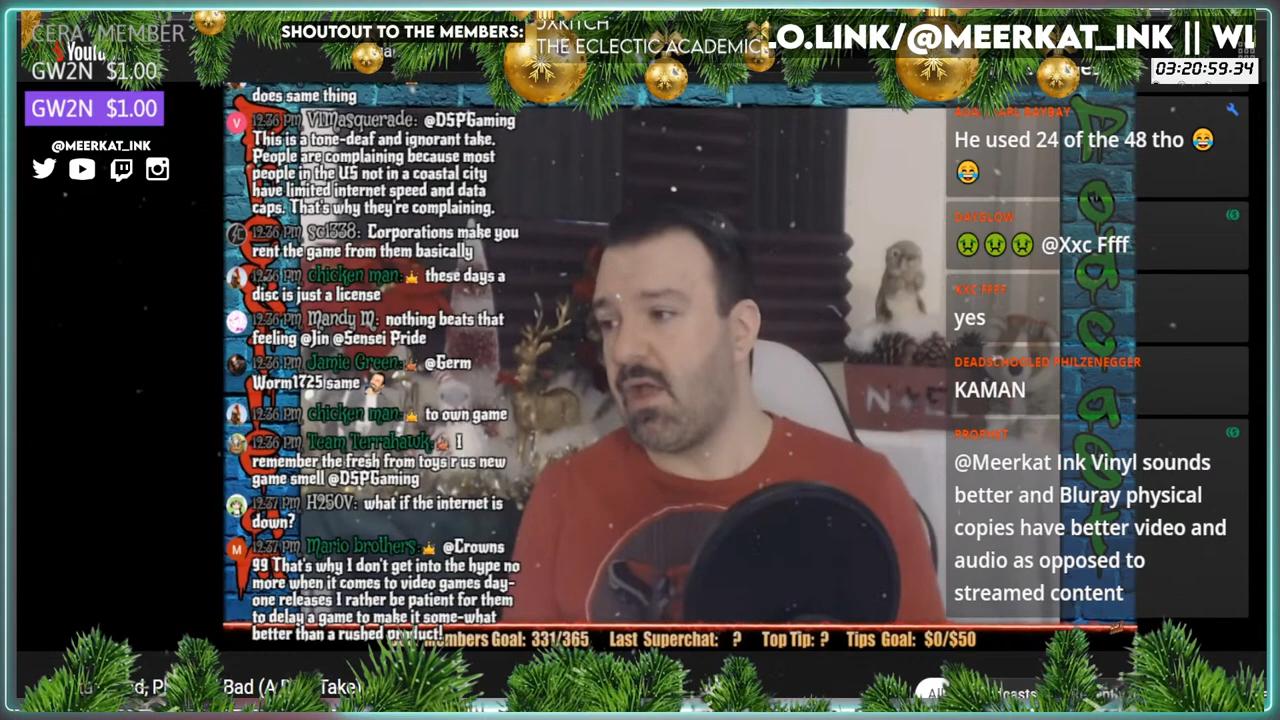 CERA MEMBER
GW2N $1.00
GW2N $1.00
@MEERKAT_INK
SHOUTOUT TO THE MEMBERS:
THE ECLECTIC ACADEMIC
.O.LINK/@MEERKAT_INK || WI
03:20:59.34
does same thing
12:36 PM V1Masquerade: @DSPGaming
This is a tone-deaf and ignorant take.
People are complaining because most
people in the US not in a coastal city
have limited internet speed and data
caps. That's why they're complaining.
12:36 PM sc1338: Corporations make you
rent the game from them basically
12:36 PM chicken man: these days a
disc is just a license
12:36 PM Mandy M: nothing beats that
feeling @Jin @Sensei Pride
12:36 PM Jamie Green: @Germ
Worm1725 same
12:36 PM chicken man: to own game
12:36 PM Team Terrahawk: I
remember the fresh from toys r us new
game smell @DSPGaming
12:37 PM H250V: what if the internet is
down?
12:37 PM Mario brothers: @Crowns
99 That's why I don't get into the hype no
more when it comes to video games day-
one releases I rather be patient for them
to delay a game to make it some-what
better than a rushed product!
Members Goal: 331/365 Last Superchat: ? Top Tip: ? Tips Goal: $0/$50
NOEL
He used 24 of the 48 tho 😂
😂
DAYGLOW
🤢🤢🤢 @Xxc Ffff
XXC FFFF
yes
DEADSCHOOLED PHILZENEGGER
KAMAN
PROPHET
@Meerkat Ink Vinyl sounds
better and Bluray physical
copies have better video and
audio as opposed to
streamed content